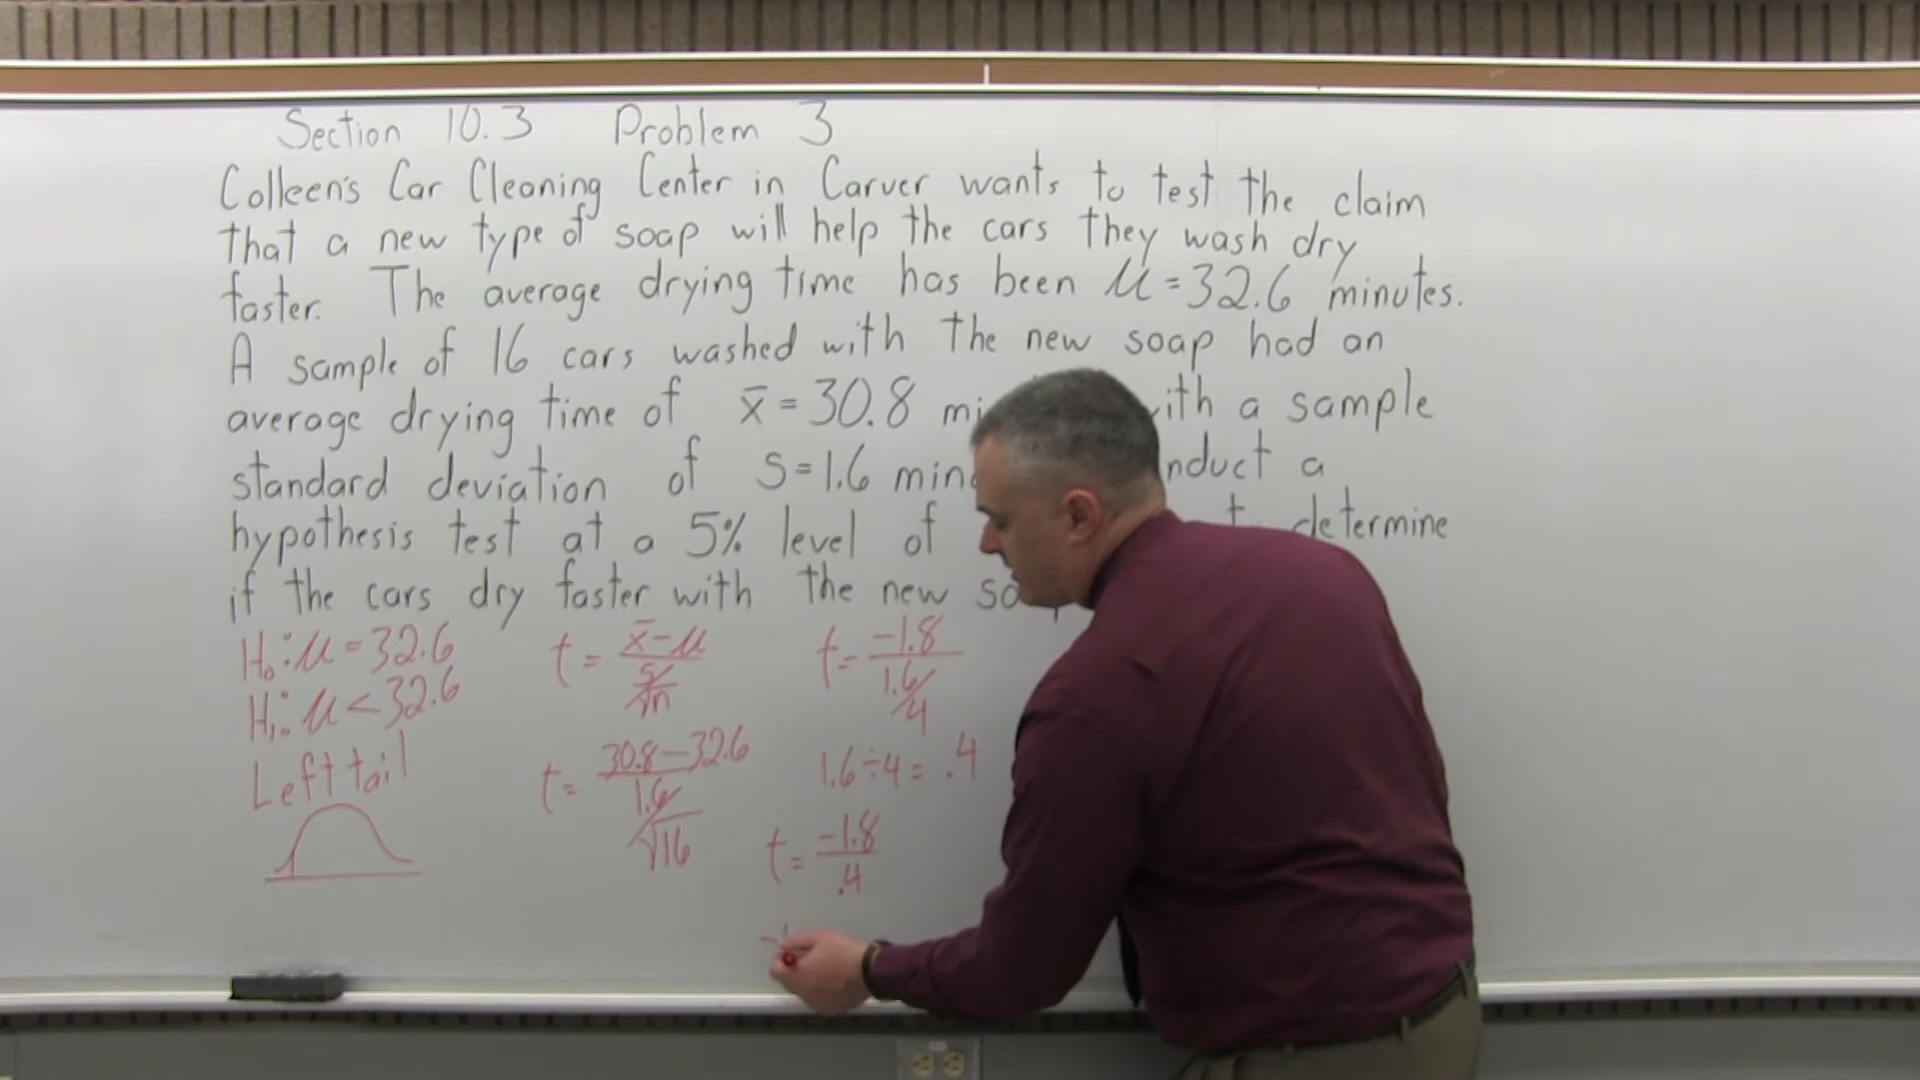 Section 10.3 Problem 3
Colleen's Car Cleaning Center in Carver wants to test the claim
that a new type of soap will help the cars they wash dry
faster. The average drying time has been μ=32.6 minutes.
A sample of 16 cars washed with the new soap had an
average drying time of x̄=30.8 a sample
standard deviation of s=1.6 a
hypothesis test at a 5% level of determine
if the cars dry faster with the new
H₀:μ=32.6
H₁:μ<32.6
Left tail
t=(x̄-μ)/(s/√n)
t=(30.8-32.6)/(1.6/√16)
t=-1.8/(1.6/4)
1.6÷4=.4
t=-1.8/.4